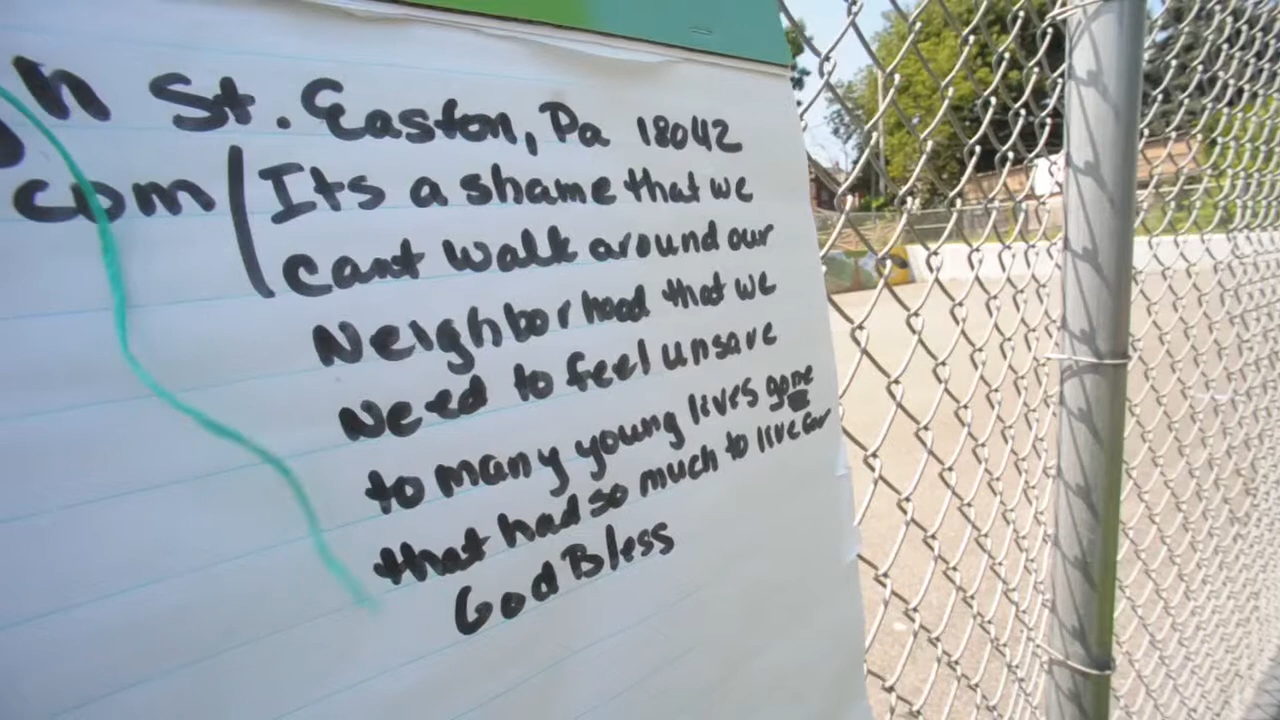 n St. Easton, Pa 18042
com / Its a shame that we
cant walk around our
Neighborhood that we
Need to feel unsave
to many young lives gone
that had so much to live for
God Bless